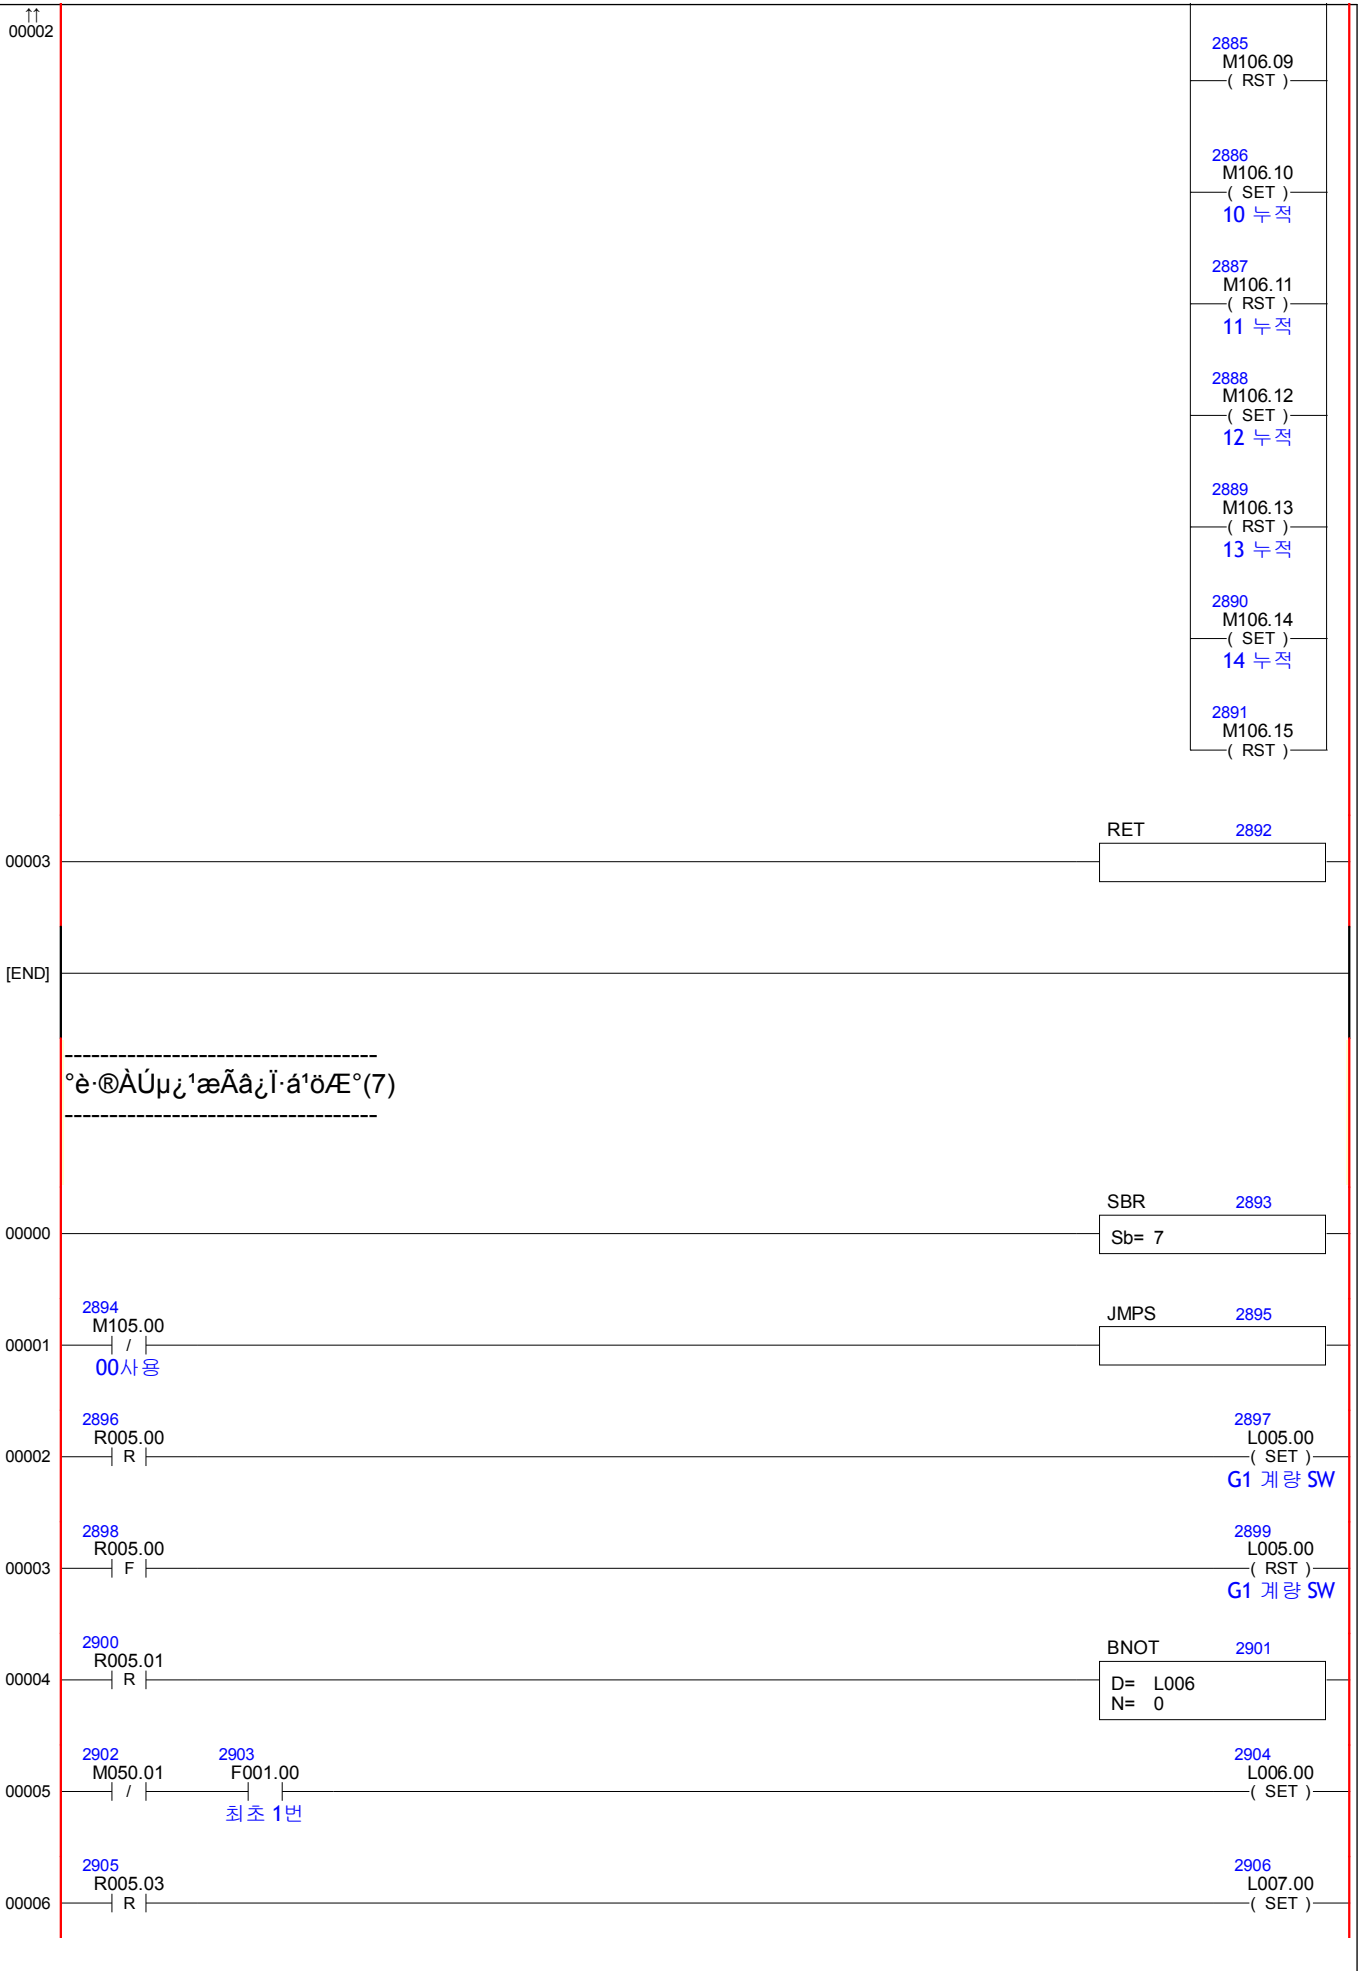 ↑↑
00002
2885
M106.09
( RST )
2886
M106.10
( SET )
10 누적
2887
M106.11
( RST )
11 누적
2888
M106.12
( SET )
12 누적
2889
M106.13
( RST )
13 누적
2890
M106.14
( SET )
14 누적
2891
M106.15
( RST )
RET 2892
00003
[END]
-----------------------------------
°è·®ÀÚµ¿¹æÃâ¿Ï·á¹öÆ°(7)
-----------------------------------
SBR 2893
00000 Sb= 7
2894
M105.00 JMPS 2895
00001 /
00사용
2896 2897
R005.00 L005.00
00002 R ( SET )
G1 계량 SW
2898 2899
R005.00 L005.00
00003 F ( RST )
G1 계량 SW
2900
R005.01 BNOT 2901
00004 R D= L006
N= 0
2902 2903 2904
M050.01 F001.00 L006.00
00005 / ( SET )
최초 1번
2905 2906
R005.03 L007.00
00006 R ( SET )